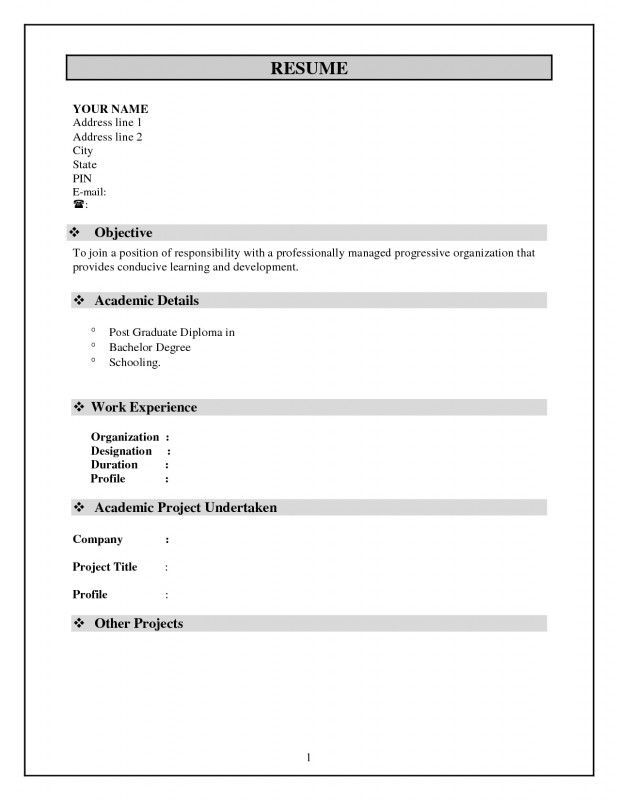 RESUME
YOUR NAME
Address line 1
Address line 2
City
State
PIN
E-mail:
☎:
❖ Objective
To join a position of responsibility with a professionally managed progressive organization that
provides conducive learning and development.
❖ Academic Details
° Post Graduate Diploma in
° Bachelor Degree
° Schooling.
❖ Work Experience
Organization :
Designation :
Duration :
Profile :
❖ Academic Project Undertaken
Company :
Project Title :
Profile :
❖ Other Projects
1